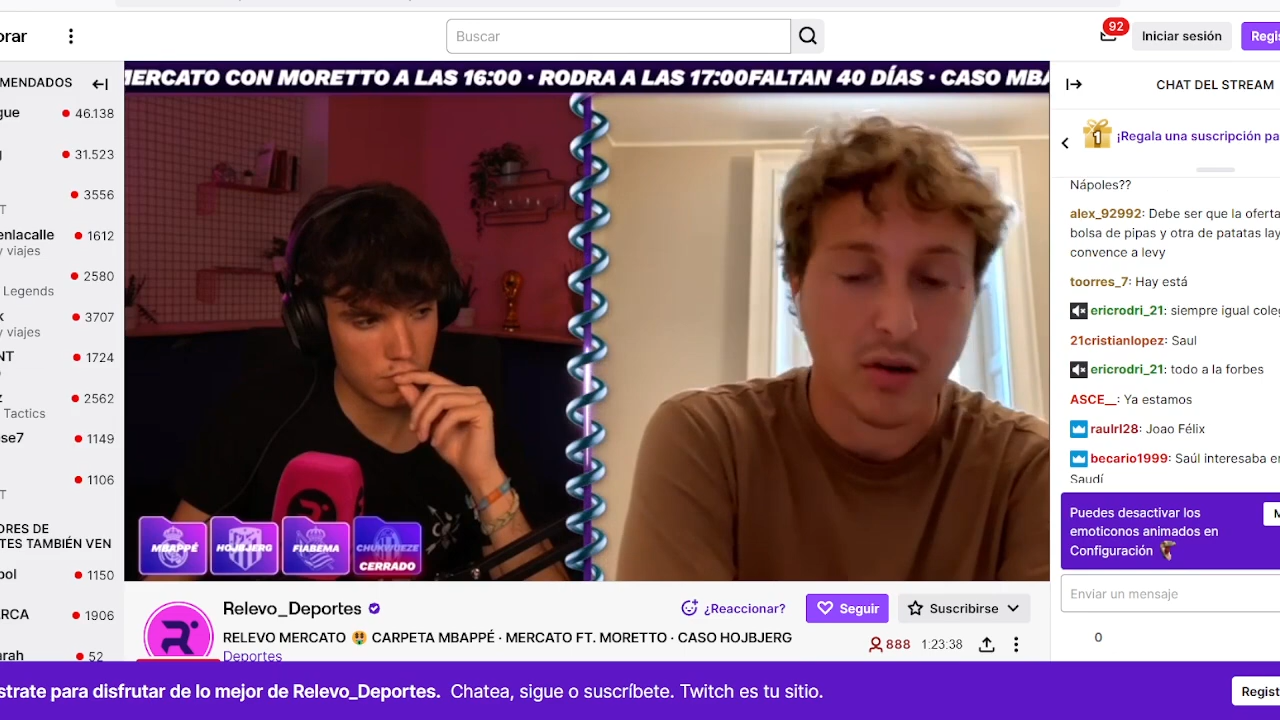 orar
Buscar
92
Iniciar sesión
Regis
MENDADOS
gue 46.138
31.523
3556
T
enlacalle 1612
y viajes
2580
Legends
k 3707
y viajes
NT 1724
z 2562
Tactics
se7 1149
1106
T
ORES DE
TES TAMBIÉN VEN
bol 1150
ARCA 1906
arah 52
MERCATO CON MORETTO A LAS 16:00 · RODRA A LAS 17:00FALTAN 40 DÍAS · CASO MBA
MBAPPÉ
HOJBJERG
FIABEMA
CHUKWUEZE
CERRADO
Relevo_Deportes
¿Reaccionar?
Seguir
Suscribirse
RELEVO MERCATO 🤑 CARPETA MBAPPÉ · MERCATO FT. MORETTO · CASO HOJBJERG
888
1:23:38
Deportes
CHAT DEL STREAM
1
¡Regala una suscripción pa
Nápoles??
alex_92992: Debe ser que la oferta
bolsa de pipas y otra de patatas lay
convence a levy
toorres_7: Hay está
ericrodri_21: siempre igual coleg
21cristianlopez: Saul
ericrodri_21: todo a la forbes
ASCE__: Ya estamos
raulrl28: Joao Félix
becario1999: Saúl interesaba en
Saudí
Puedes desactivar los
emoticonos animados en
Configuración
M
Enviar un mensaje
0
strate para disfrutar de lo mejor de Relevo_Deportes. Chatea, sigue o suscríbete. Twitch es tu sitio.
Regist